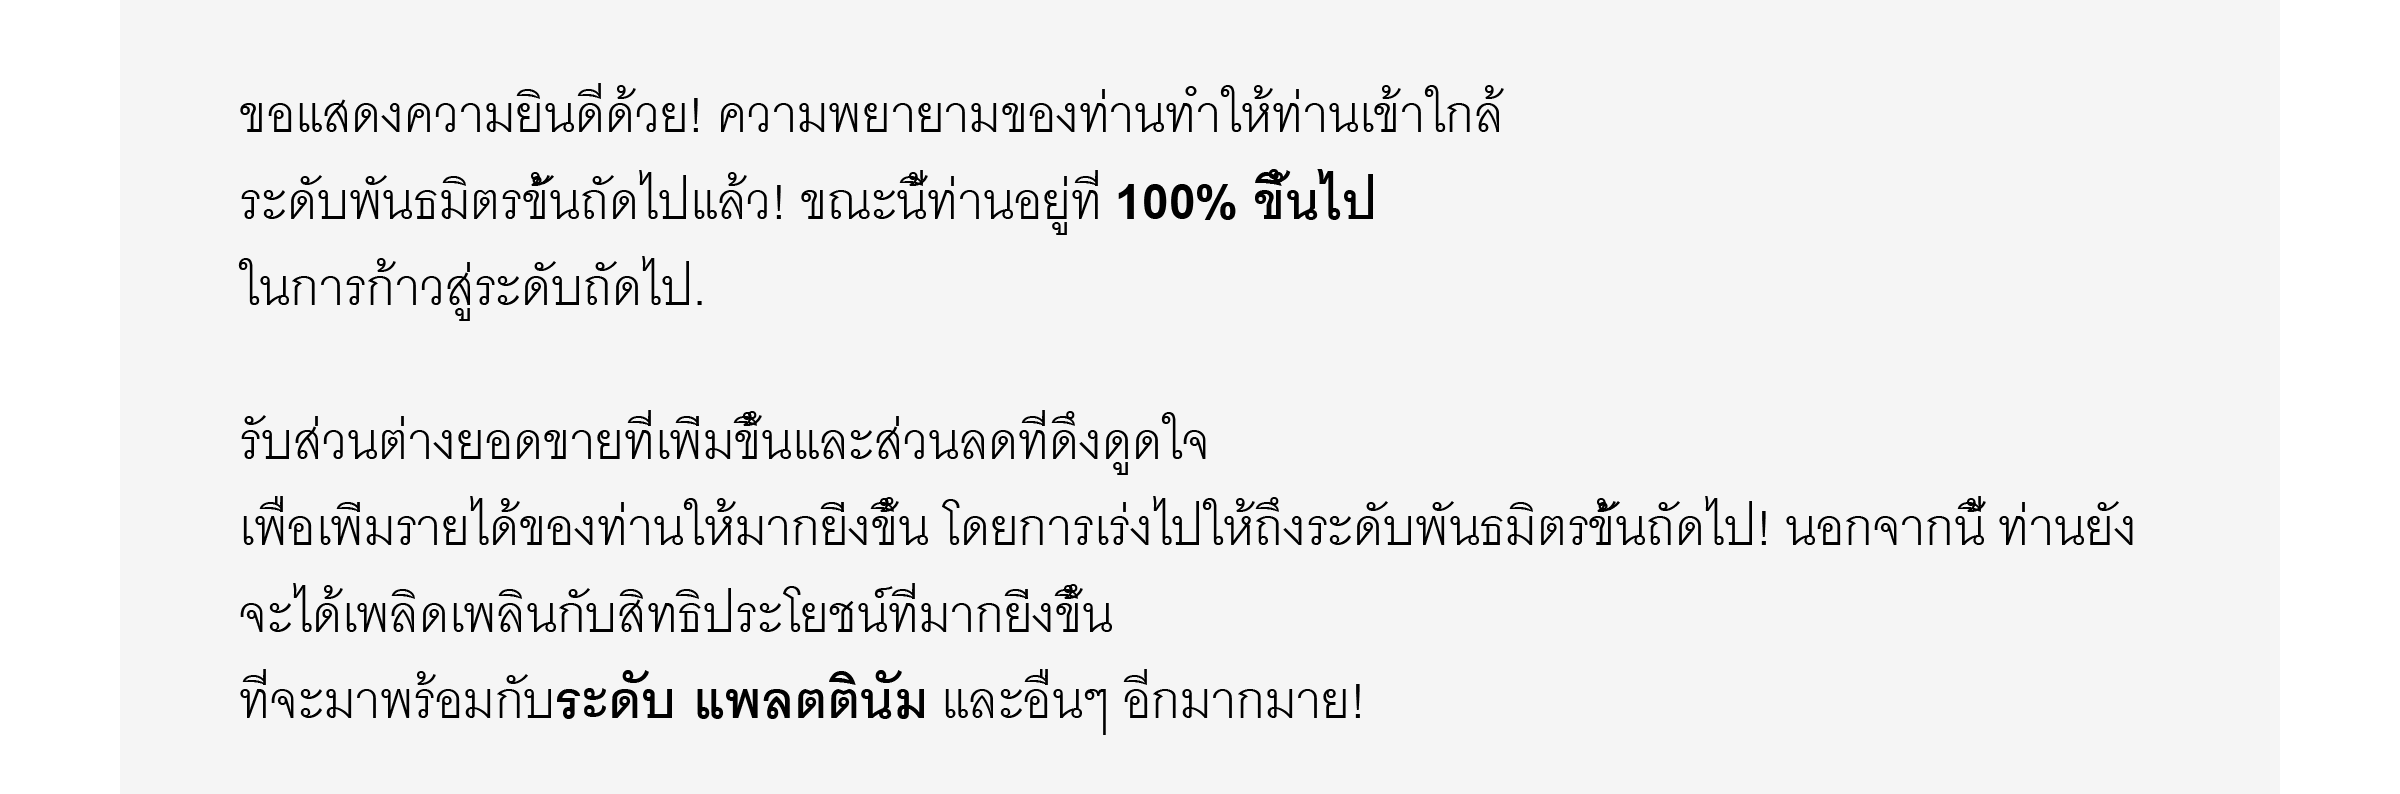 ขอแสดงความยินดีด้วย! ความพยายามของท่านทำให้ท่านเข้าใกล้
ระดับพันธมิตรขั้นถัดไปแล้ว! ขณะนี้ท่านอยู่ที่ 100% ขึ้นไป
ในการก้าวสู่ระดับถัดไป.
รับส่วนต่างยอดขายที่เพิ่มขึ้นและส่วนลดที่ดึงดูดใจ
เพื่อเพิ่มรายได้ของท่านให้มากยิ่งขึ้น โดยการเร่งไปให้ถึงระดับพันธมิตรขั้นถัดไป! นอกจากนี้ ท่านยัง
จะได้เพลิดเพลินกับสิทธิประโยชน์ที่มากยิ่งขึ้น
ที่จะมาพร้อมกับระดับ แพลตตินัม และอื่นๆ อีกมากมาย!